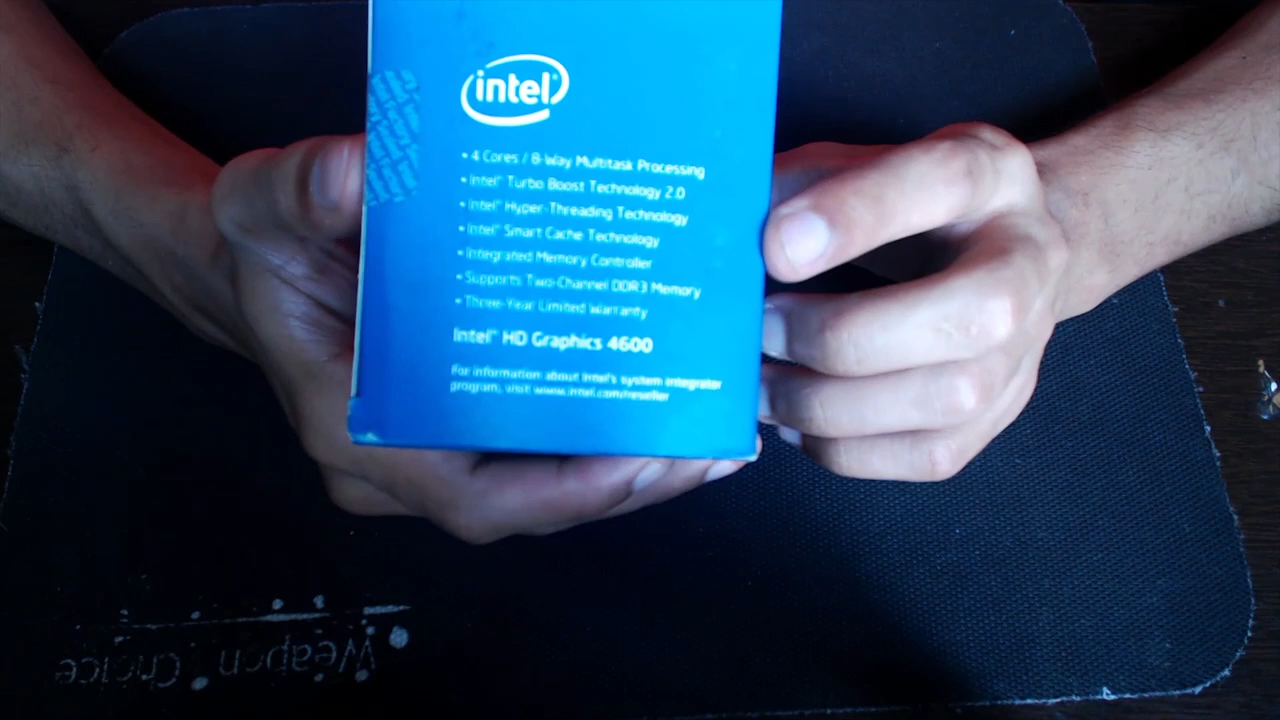 intel
• 4 Cores / 8-Way Multitask Processing
• Intel® Turbo Boost Technology 2.0
• Intel® Hyper-Threading Technology
• Intel® Smart Cache Technology
• Integrated Memory Controller
• Supports Two-Channel DDR3 Memory
• Three-Year Limited Warranty
Intel® HD Graphics 4600
For information about Intel's system integrator
program, visit www.intel.com/reseller
Weapon Choice